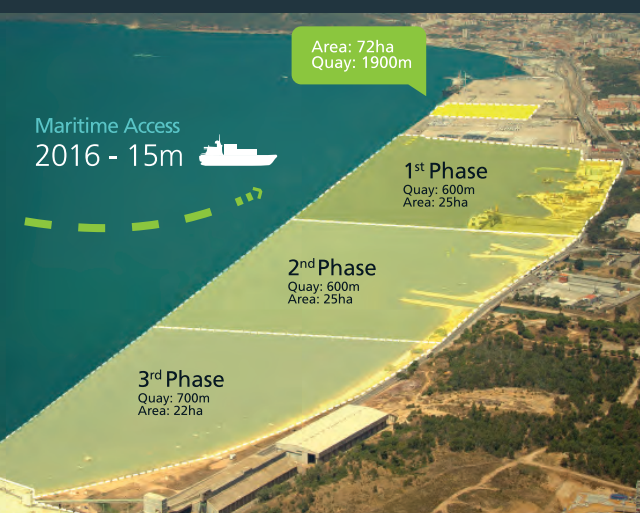 Area: 72ha
Quay: 1900m
Maritime Access
2016 - 15m
1st Phase
Quay: 600m
Area: 25ha
2nd Phase
Quay: 600m
Area: 25ha
3rd Phase
Quay: 700m
Area: 22ha